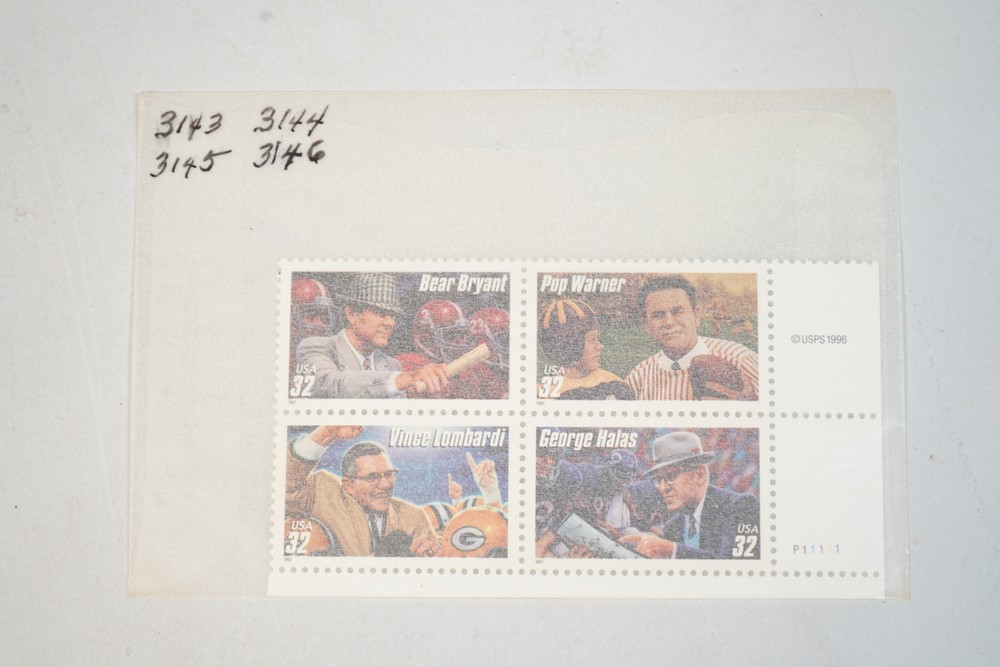 3143 3144
3145 3146
Bear Bryant
USA
32
Pop Warner
USA
32
© USPS 1996
Vince Lombardi
USA
32
G
George Halas
USA
32
P11111